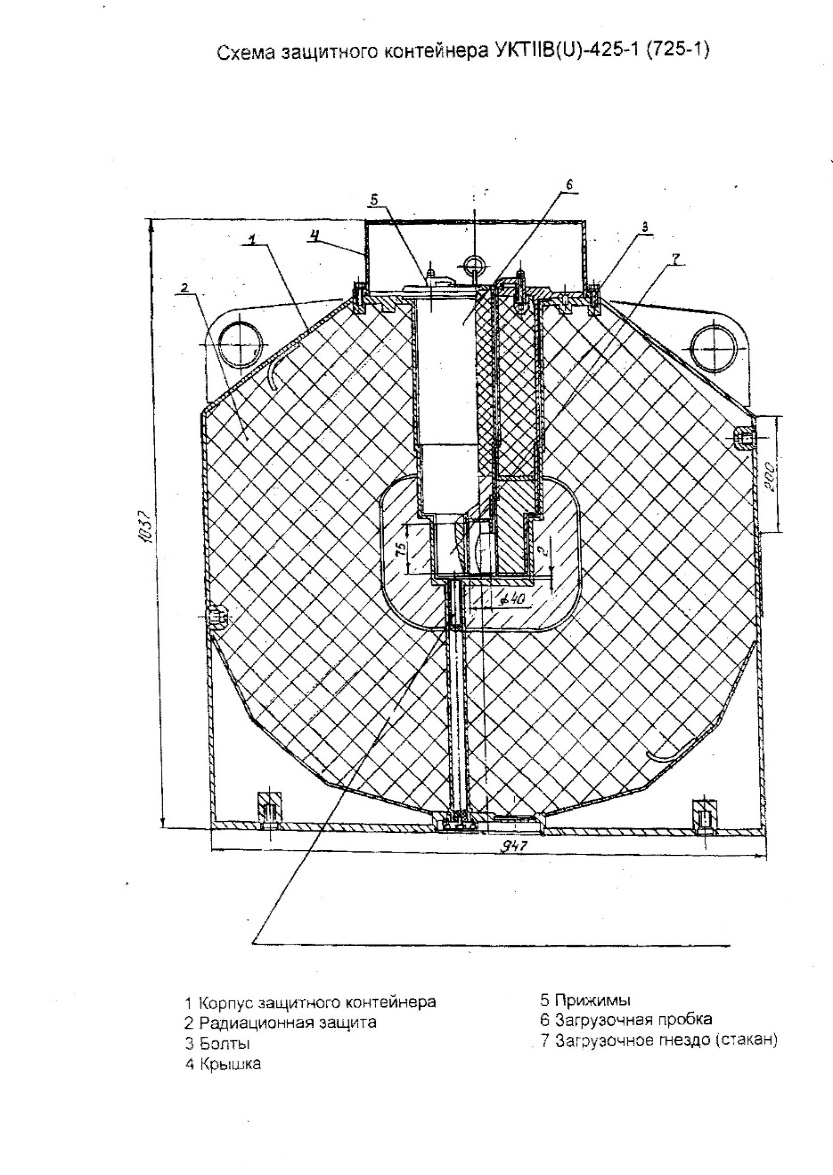 Схема защитного контейнера УКТIIВ(U)-425-1 (725-1)
6
5
4
3
1
7
2
1037
200
75
2
ϕ40
947
1 Корпус защитного контейнера
2 Радиационная защита
3 Болты
4 Крышка
5 Прижимы
6 Загрузочная пробка
7 Загрузочное гнездо (стакан)